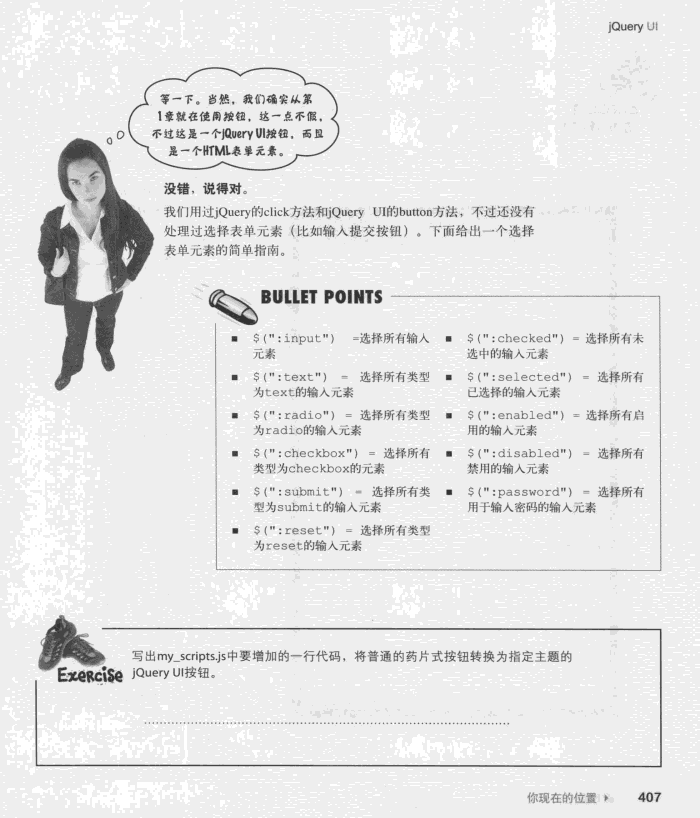 jQuery UI
等一下。当然，我们确实从第
1章就在使用按钮，这一点不假，
不过这是一个jQuery UI按钮，而且
是一个HTML表单元素。
没错，说得对。
我们用过jQuery的click方法和jQuery UI的button方法，不过还没有
处理过选择表单元素（比如输入提交按钮）。下面给出一个选择
表单元素的简单指南。
BULLET POINTS
■ $(":input") =选择所有输入
元素
■ $(":text") = 选择所有类型
为text的输入元素
■ $(":radio") = 选择所有类型
为radio的输入元素
■ $(":checkbox") = 选择所有
类型为checkbox的元素
■ $(":submit") = 选择所有类
型为submit的输入元素
■ $(":reset") = 选择所有类型
为reset的输入元素
■ $(":checked") = 选择所有未
选中的输入元素
■ $(":selected") = 选择所有
已选择的输入元素
■ $(":enabled") = 选择所有启
用的输入元素
■ $(":disabled") = 选择所有
禁用的输入元素
■ $(":password") = 选择所有
用于输入密码的输入元素
Exercise
写出my_scripts.js中要增加的一行代码，将普通的药片式按钮转换为指定主题的
jQuery UI按钮。
你现在的位置 ▸ 407